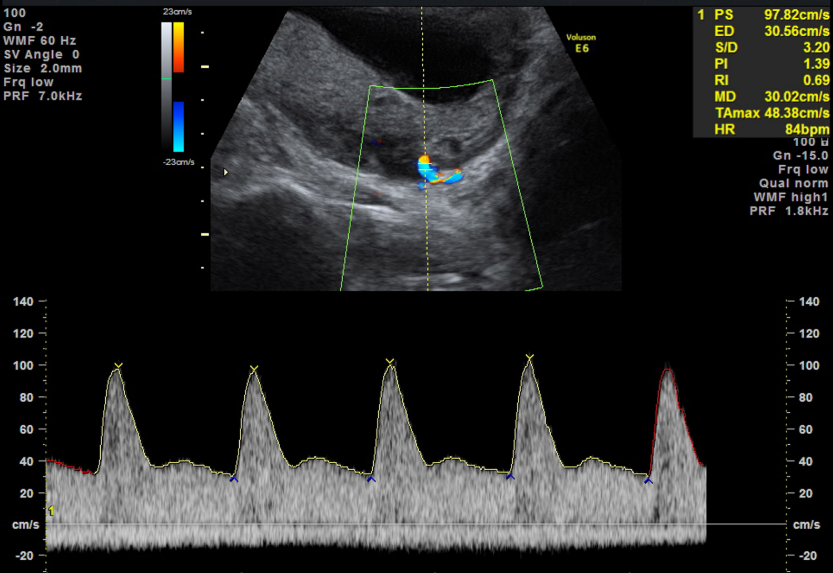 100
Gn -2
WMF 60 Hz
SV Angle 0
Size 2.0mm
Frq low
PRF 7.0kHz
23cm/s
-23cm/s
Voluson
E6
1 PS 97.82cm/s
ED 30.56cm/s
S/D 3.20
PI 1.39
RI 0.69
MD 30.02cm/s
TAmax 48.38cm/s
HR 84bpm
100
Gn -15.0
Frq low
Qual norm
WMF high1
PRF 1.8kHz
140 140
120 120
100 100
80 80
60 60
40 40
20 20
1
cm/s cm/s
-20 -20